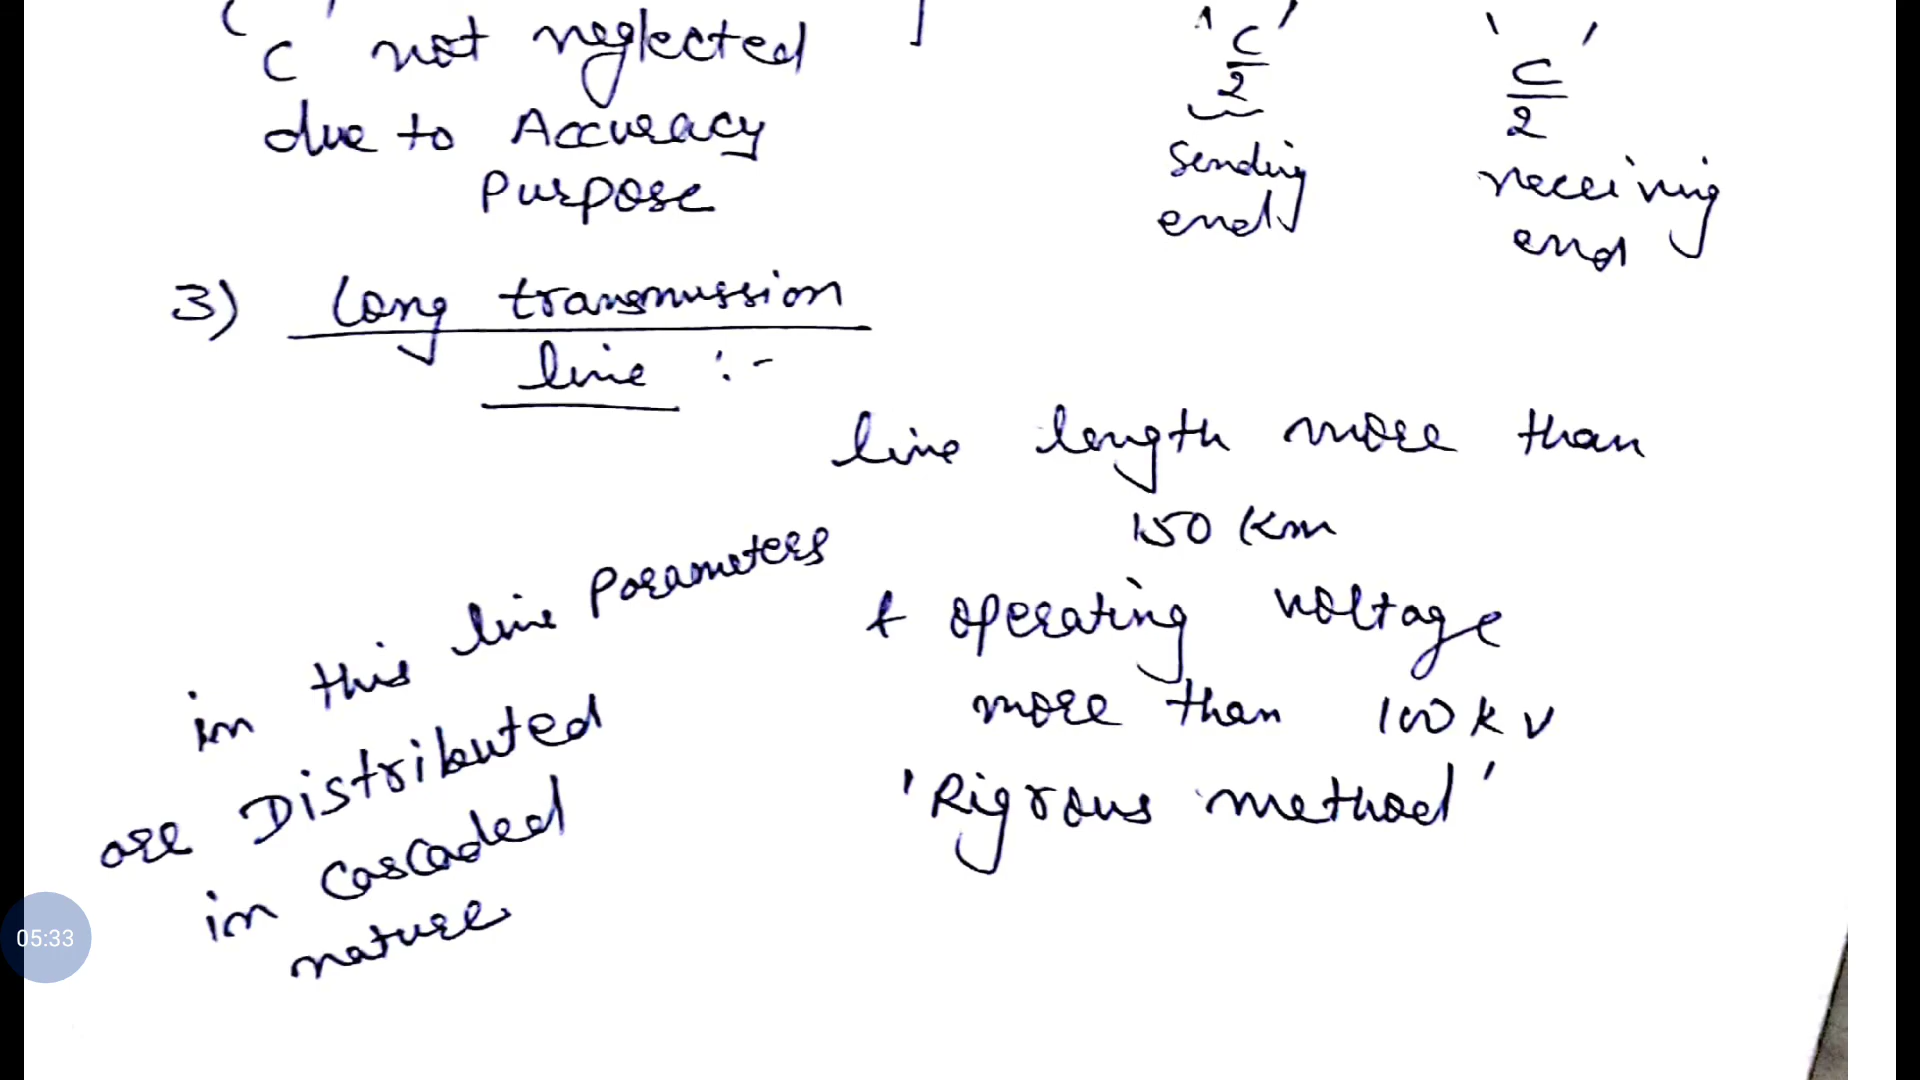 'C' not neglected
due to Accuracy
Purpose
'C/2'
Sending
end
'C/2'
receiving
end
3) Long transmission
line :-
line length more than
150 Km
& operating voltage
more than 100 kv
'Rigrous method'
in this line Parameters
are Distributed
in Cascaded
nature
05:33